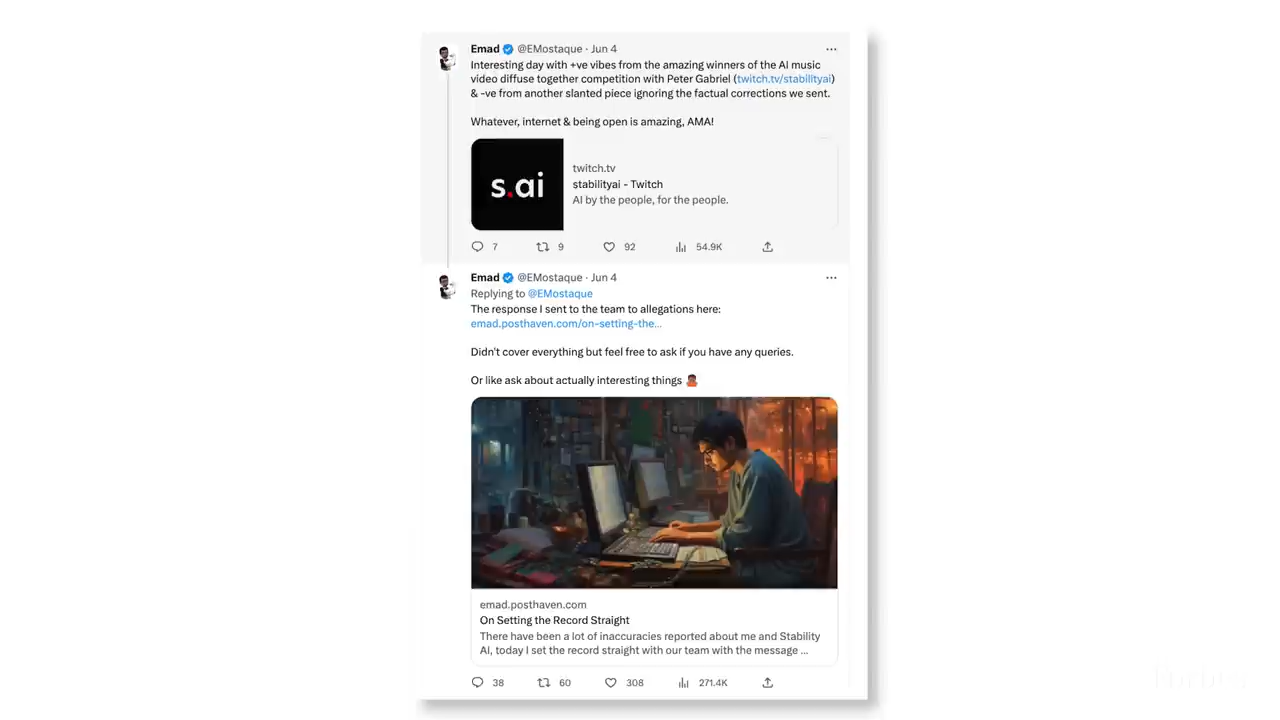 Emad @EMostaque · Jun 4
Interesting day with +ve vibes from the amazing winners of the AI music
video diffuse together competition with Peter Gabriel (twitch.tv/stabilityai)
& -ve from another slanted piece ignoring the factual corrections we sent.
Whatever, internet & being open is amazing, AMA!
s.ai
twitch.tv
stabilityai - Twitch
AI by the people, for the people.
7 9 92 54.9K
Emad @EMostaque · Jun 4
Replying to @EMostaque
The response I sent to the team to allegations here:
emad.posthaven.com/on-setting-the...
Didn't cover everything but feel free to ask if you have any queries.
Or like ask about actually interesting things
emad.posthaven.com
On Setting the Record Straight
There have been a lot of inaccuracies reported about me and Stability
AI, today I set the record straight with our team with the message ...
38 60 308 271.4K
Forbes